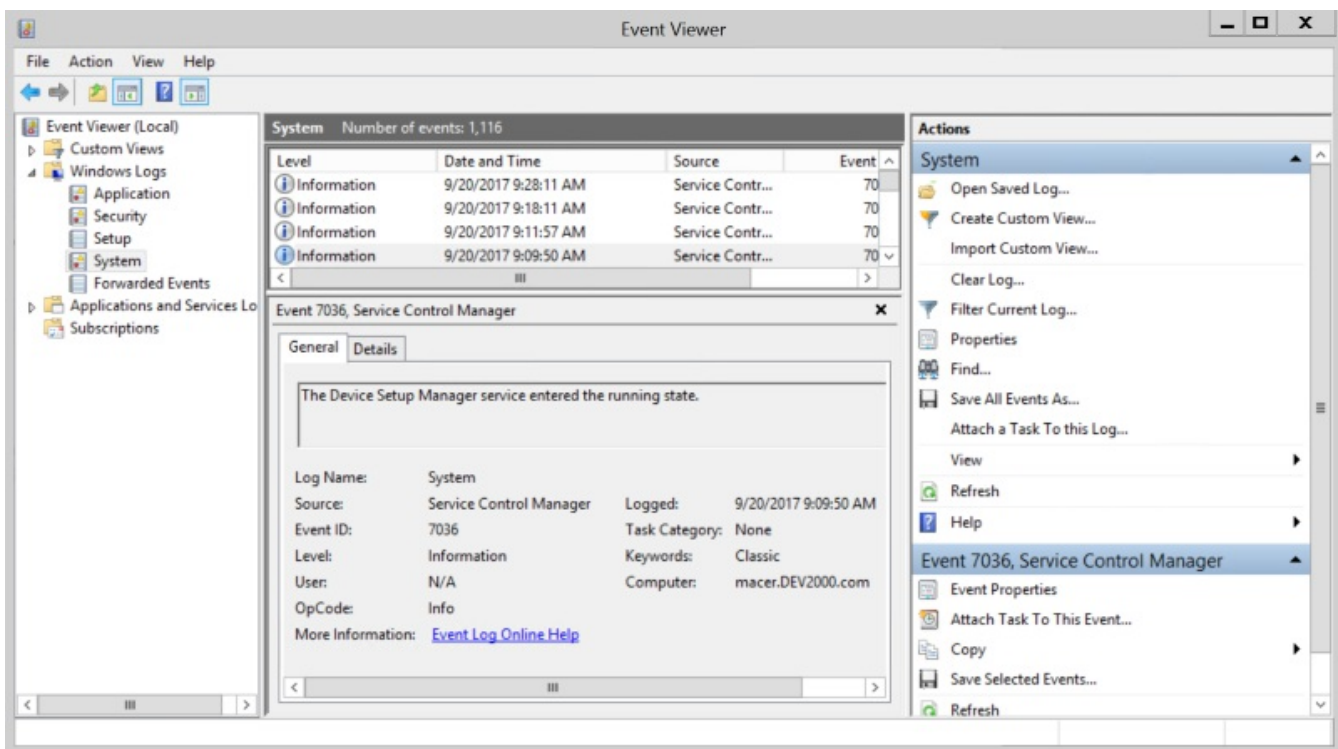 Event Viewer
File Action View Help
Event Viewer (Local)
Custom Views
Windows Logs
Application
Security
Setup
System
Forwarded Events
Applications and Services Lo
Subscriptions
System Number of events: 1,116
Level Date and Time Source Event
Information 9/20/2017 9:28:11 AM Service Contr... 70
Information 9/20/2017 9:18:11 AM Service Contr... 70
Information 9/20/2017 9:11:57 AM Service Contr... 70
Information 9/20/2017 9:09:50 AM Service Contr... 70
Event 7036, Service Control Manager
General Details
The Device Setup Manager service entered the running state.
Log Name: System
Source: Service Control Manager Logged: 9/20/2017 9:09:50 AM
Event ID: 7036 Task Category: None
Level: Information Keywords: Classic
User: N/A Computer: macer.DEV2000.com
OpCode: Info
More Information: Event Log Online Help
Actions
System
Open Saved Log...
Create Custom View...
Import Custom View...
Clear Log...
Filter Current Log...
Properties
Find...
Save All Events As...
Attach a Task To this Log...
View
Refresh
Help
Event 7036, Service Control Manager
Event Properties
Attach Task To This Event...
Copy
Save Selected Events...
Refresh